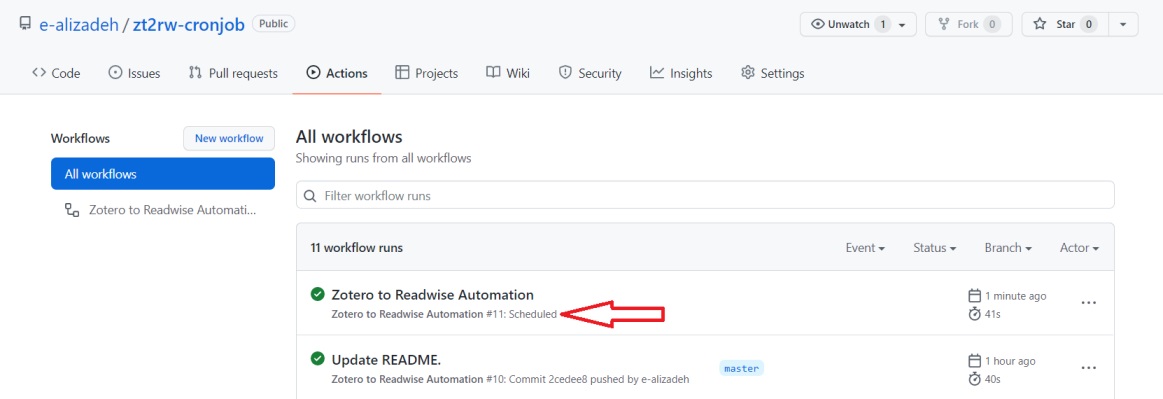 e-alizadeh / zt2rw-cronjob Public
Unwatch 1 Fork 0 Star 0
Code Issues Pull requests Actions Projects Wiki Security Insights Settings
Workflows New workflow
All workflows
Zotero to Readwise Automati...
All workflows
Showing runs from all workflows
Filter workflow runs
11 workflow runs Event Status Branch Actor
Zotero to Readwise Automation 1 minute ago
Zotero to Readwise Automation #11: Scheduled 41s
Update README. master 1 hour ago
Zotero to Readwise Automation #10: Commit 2cedee8 pushed by e-alizadeh 40s